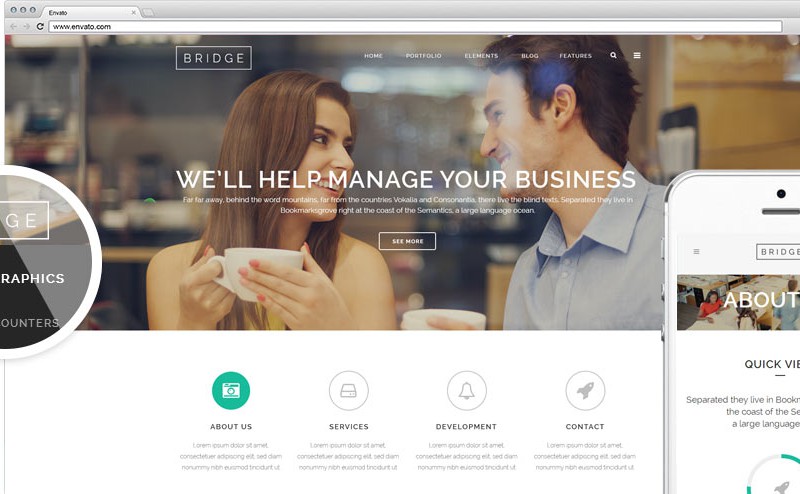 Envato
www.envato.com
BRIDGE
HOME PORTFOLIO ELEMENTS BLOG FEATURES
WE'LL HELP MANAGE YOUR BUSINESS
Far far away, behind the word mountains, far from the countries Vokalia and Consonantia, there live the blind texts. Separated they live in
Bookmarksgrove right at the coast of the Semantics, a large language ocean.
SEE MORE
DGE
RAPHICS
OUNTERS
ABOUT US
Lorem ipsum dolor sit amet,
consectetuer adipiscing elit, sed diam
nonummy nibh euismod tincidunt ut
SERVICES
Lorem ipsum dolor sit amet,
consectetuer adipiscing elit, sed diam
nonummy nibh euismod tincidunt ut
DEVELOPMENT
Lorem ipsum dolor sit amet,
consectetuer adipiscing elit, sed diam
nonummy nibh euismod tincidunt ut
CONTACT
Lorem ipsum dolor sit amet,
consectetuer adipiscing elit, sed diam
nonummy nibh euismod tincidunt ut
BRIDGE
ABOUT
QUICK VIE
Separated they live in Bookm
the coast of the Sem
a large languag